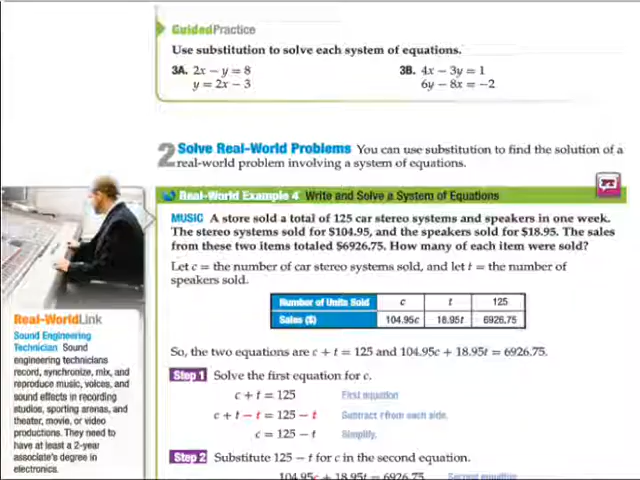 GuidedPractice
Use substitution to solve each system of equations.
3A. 2x − y = 8
y = 2x − 3
3B. 4x − 3y = 1
6y − 8x = −2
2 Solve Real-World Problems You can use substitution to find the solution of a
real-world problem involving a system of equations.
PT
Real-World Example 4 Write and Solve a System of Equations
MUSIC A store sold a total of 125 car stereo systems and speakers in one week.
The stereo systems sold for $104.95, and the speakers sold for $18.95. The sales
from these two items totaled $6926.75. How many of each item were sold?
Let c = the number of car stereo systems sold, and let t = the number of
speakers sold.
Number of Units Sold c t 125
Sales ($) 104.95c 18.95t 6926.75
So, the two equations are c + t = 125 and 104.95c + 18.95t = 6926.75.
Step 1 Solve the first equation for c.
c + t = 125 First equation
c + t − t = 125 − t Subtract t from each side.
c = 125 − t Simplify.
Step 2 Substitute 125 − t for c in the second equation.
104.95c + 18.95t = 6926.75 Second equation
Real-WorldLink
Sound Engineering
Technician Sound
engineering technicians
record, synchronize, mix, and
reproduce music, voices, and
sound effects in recording
studios, sporting arenas, and
theater, movie, or video
productions. They need to
have at least a 2-year
associate's degree in
electronics.